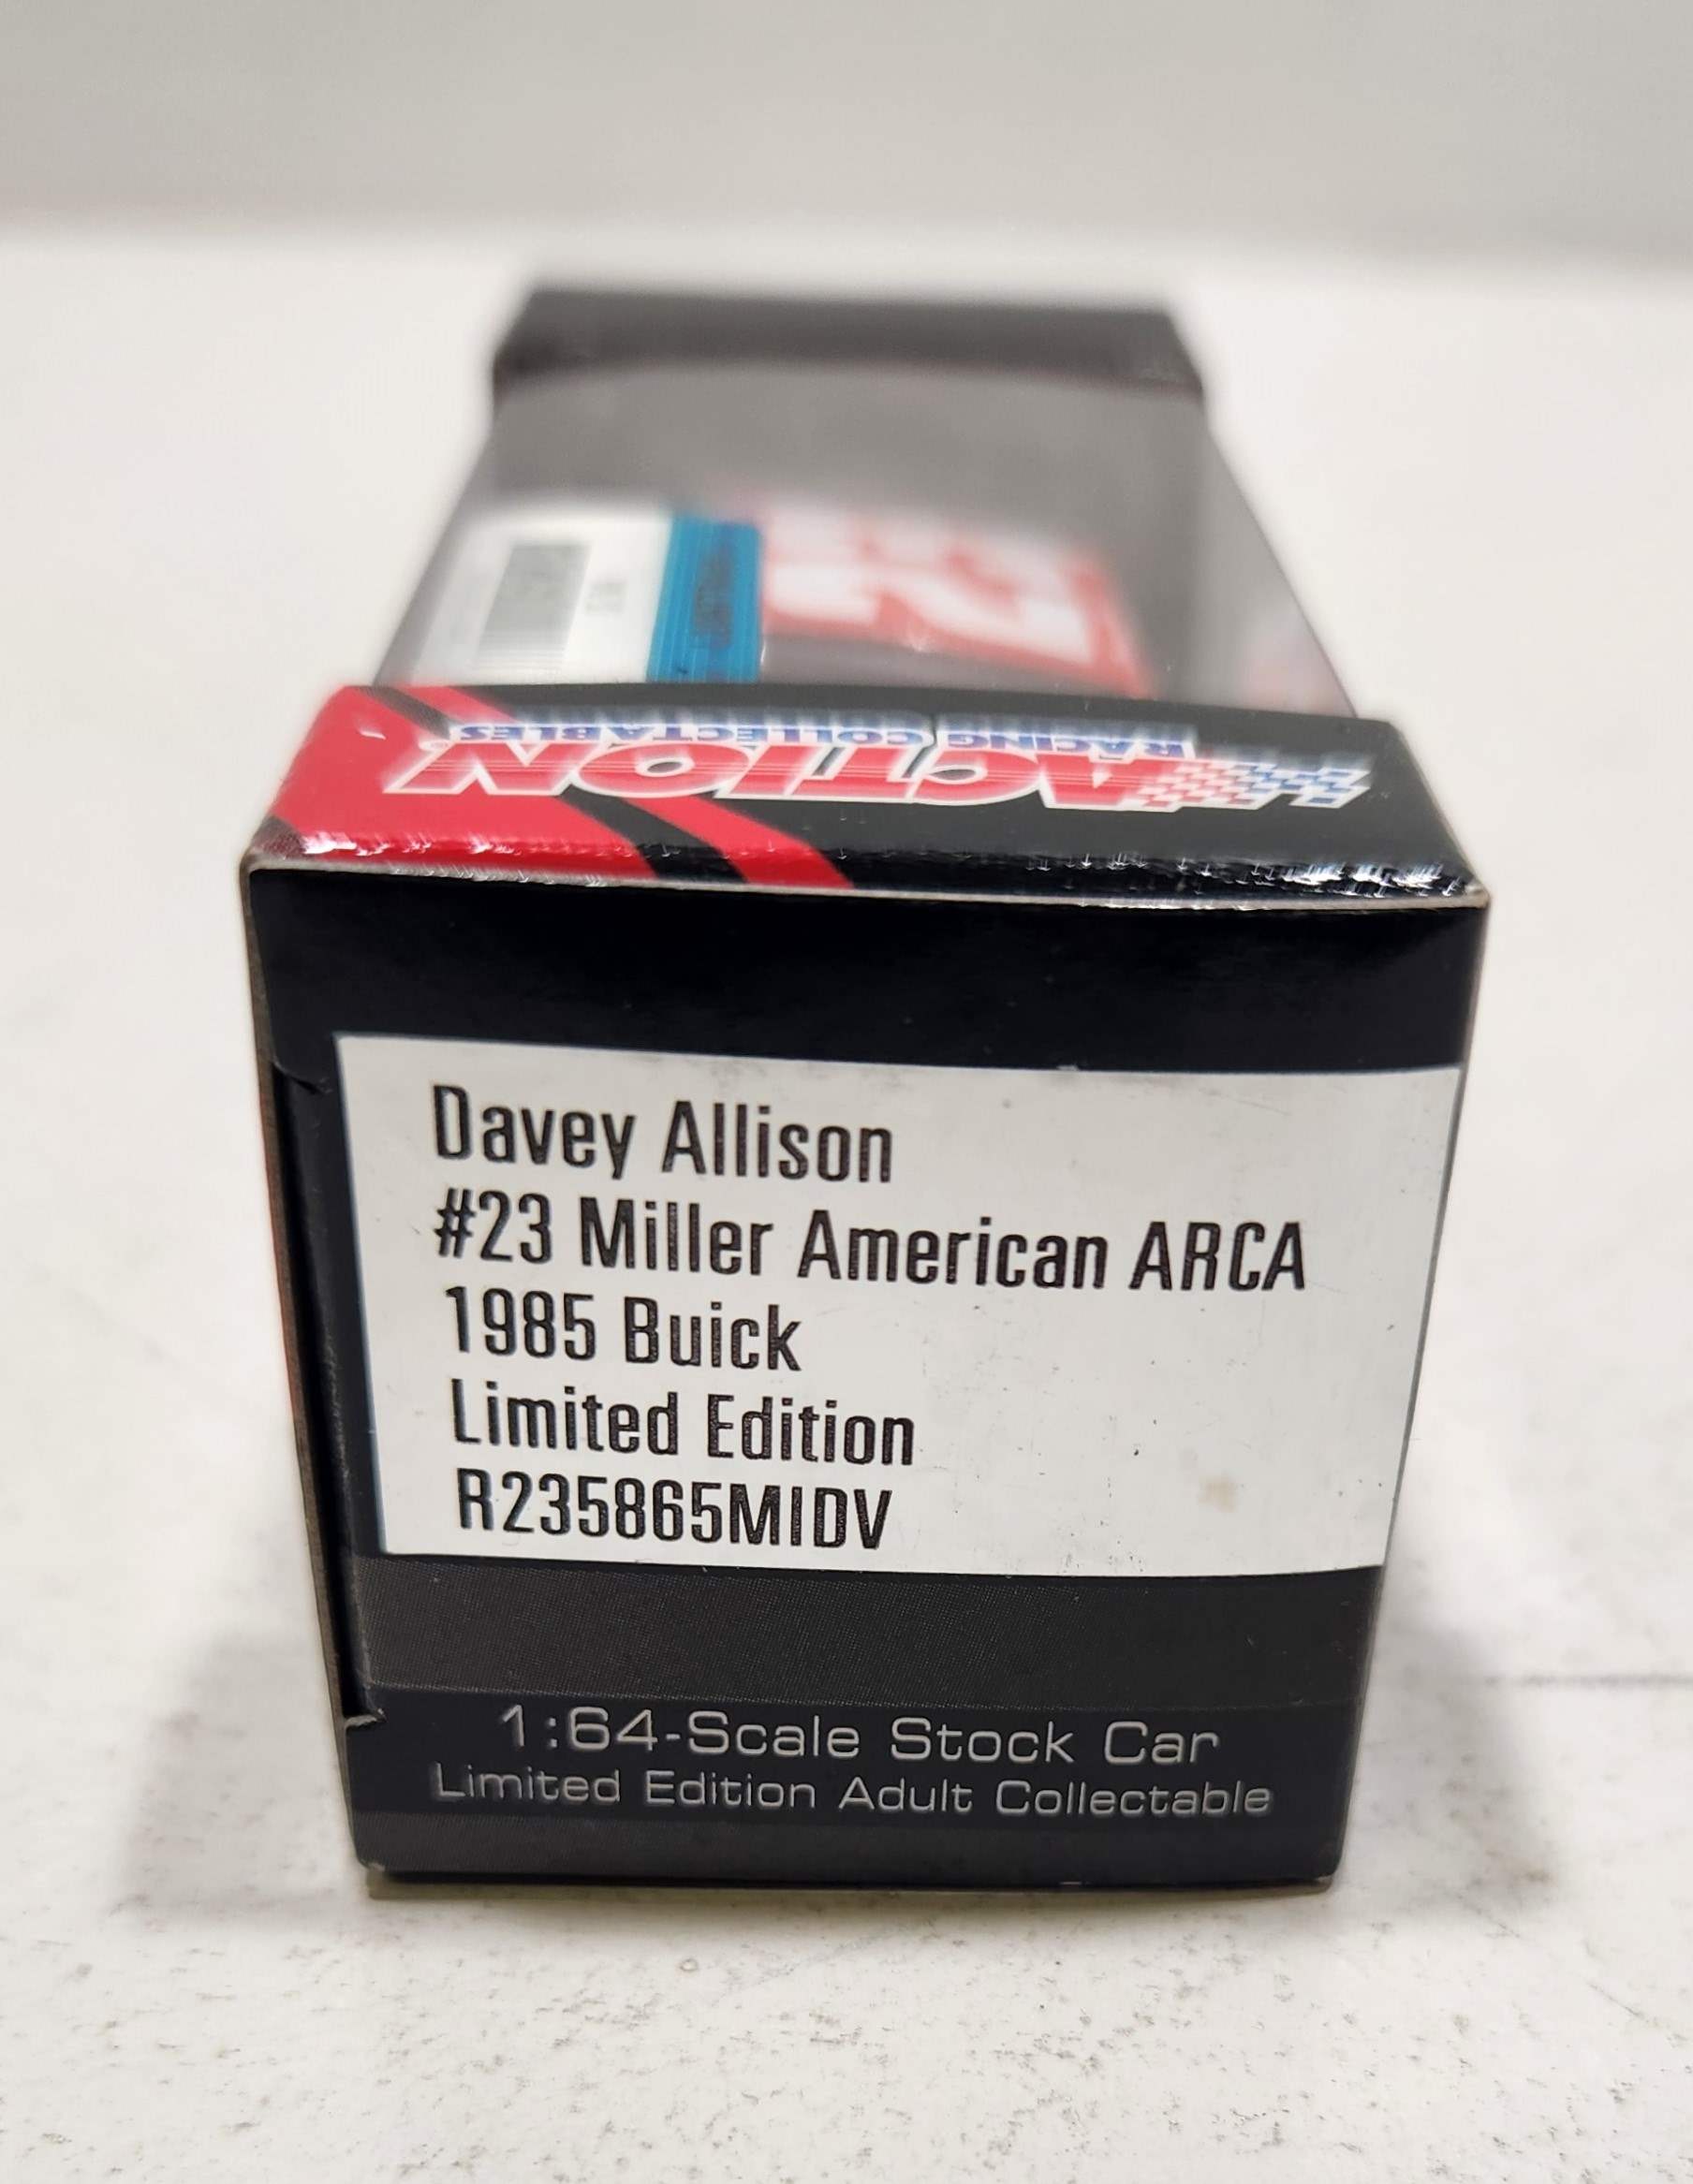 ACTION
RACING COLLECTABLES
Davey Allison
#23 Miller American ARCA
1985 Buick
Limited Edition
R235865MIDV
1:64-Scale Stock Car
Limited Edition Adult Collectable